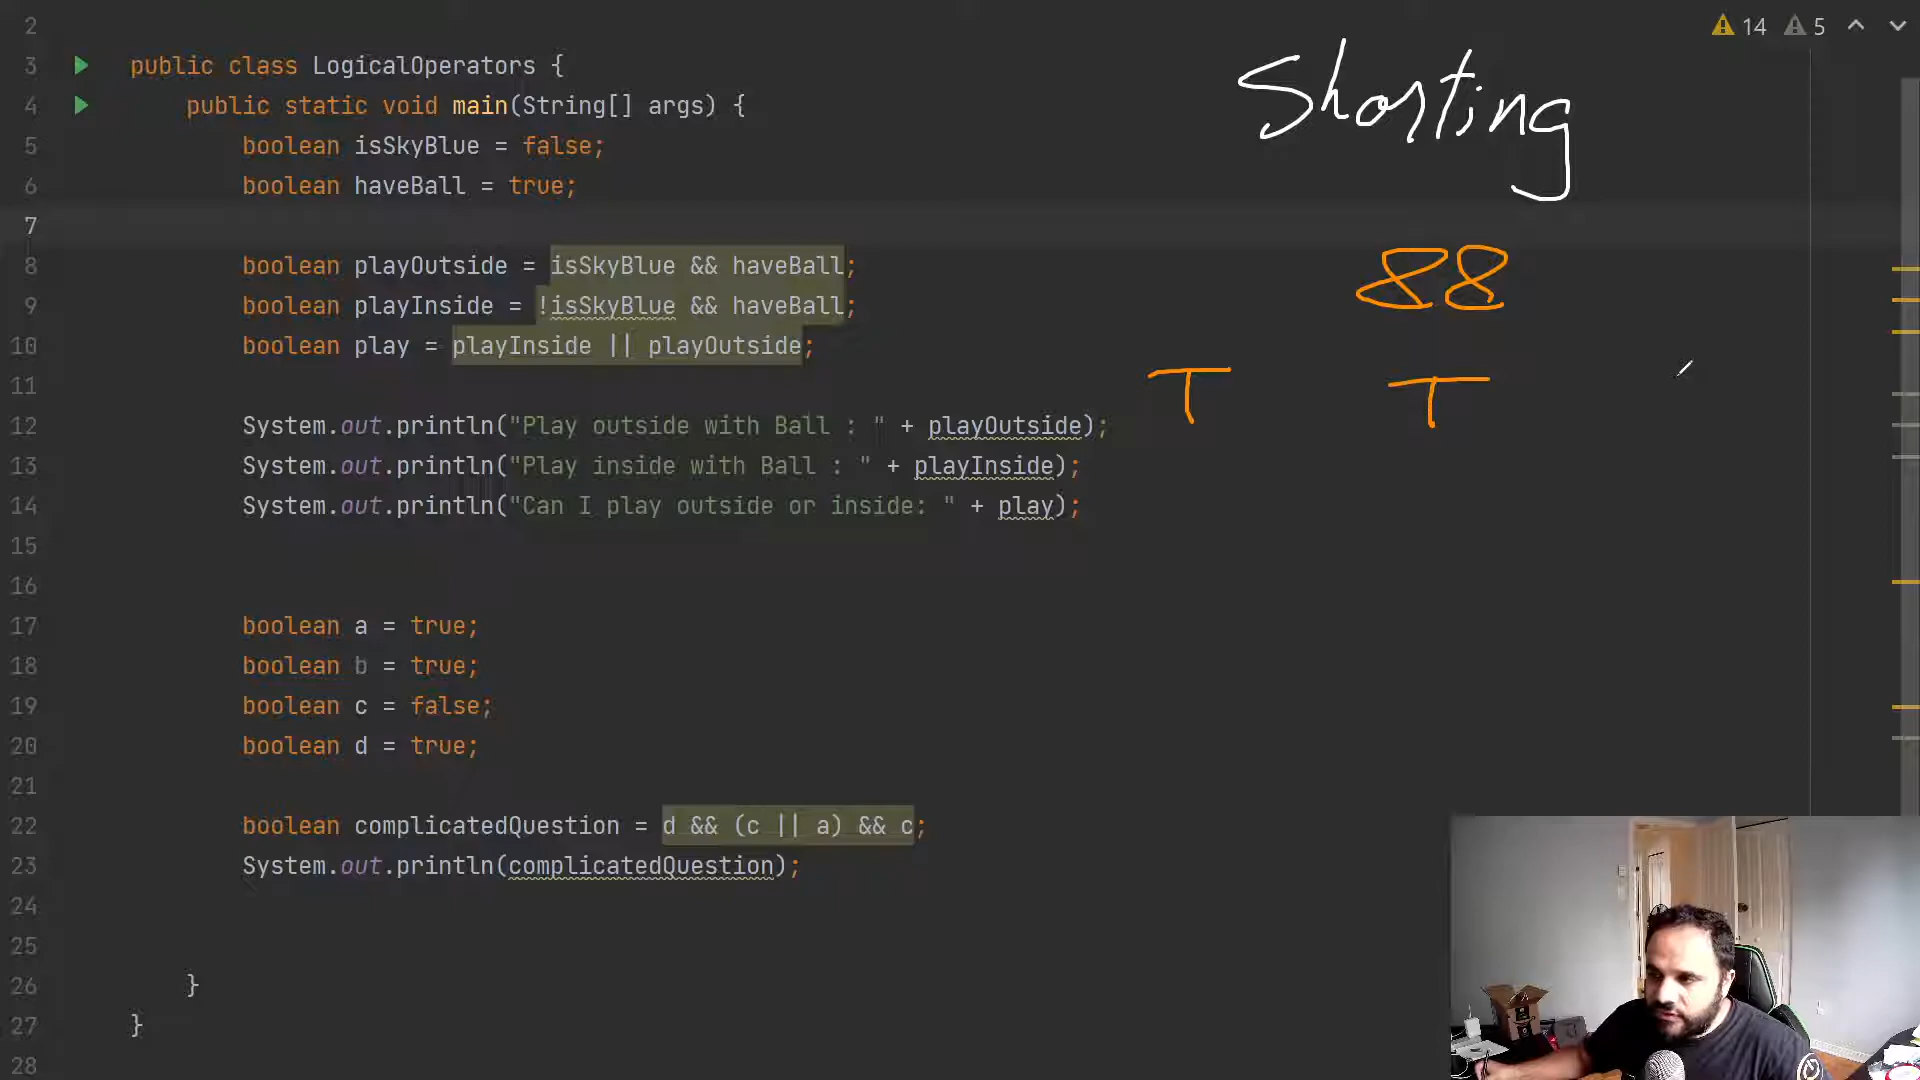 2
3 public class LogicalOperators {
4 public static void main(String[] args) {
5 boolean isSkyBlue = false;
6 boolean haveBall = true;
7
8 boolean playOutside = isSkyBlue && haveBall;
9 boolean playInside = !isSkyBlue && haveBall;
10 boolean play = playInside || playOutside;
11
12 System.out.println("Play outside with Ball : " + playOutside);
13 System.out.println("Play inside with Ball : " + playInside);
14 System.out.println("Can I play outside or inside: " + play);
15
16
17 boolean a = true;
18 boolean b = true;
19 boolean c = false;
20 boolean d = true;
21
22 boolean complicatedQuestion = d && (c || a) && c;
23 System.out.println(complicatedQuestion);
24
25
26 }
27 }
28
14 5
Shorting
&&
T T